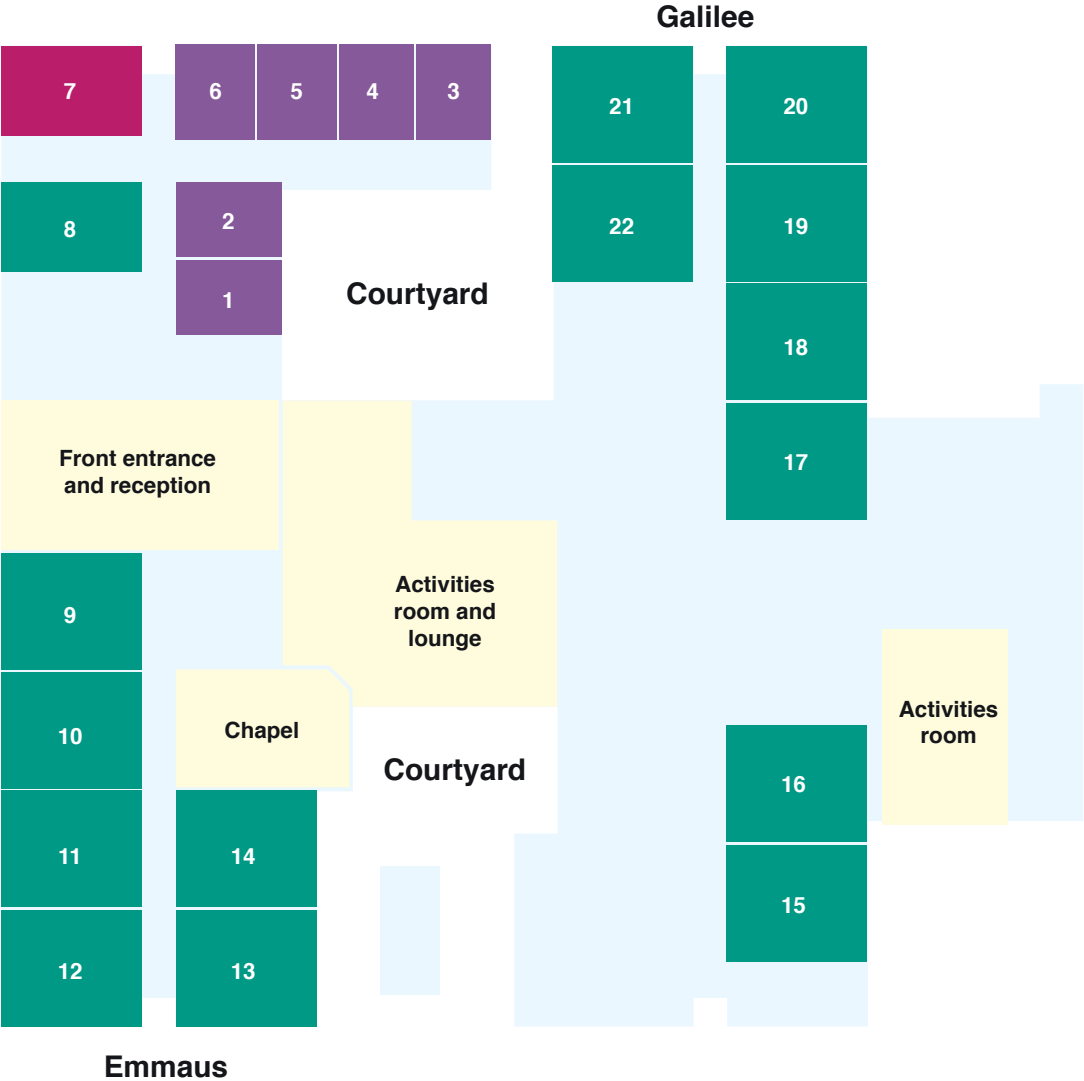 Galilee
7
6
5
4
3
21
20
8
2
22
19
1
Courtyard
18
Front entrance
and reception
17
9
Activities
room and
lounge
10
Chapel
Activities
room
Courtyard
16
11
14
15
12
13
Emmaus